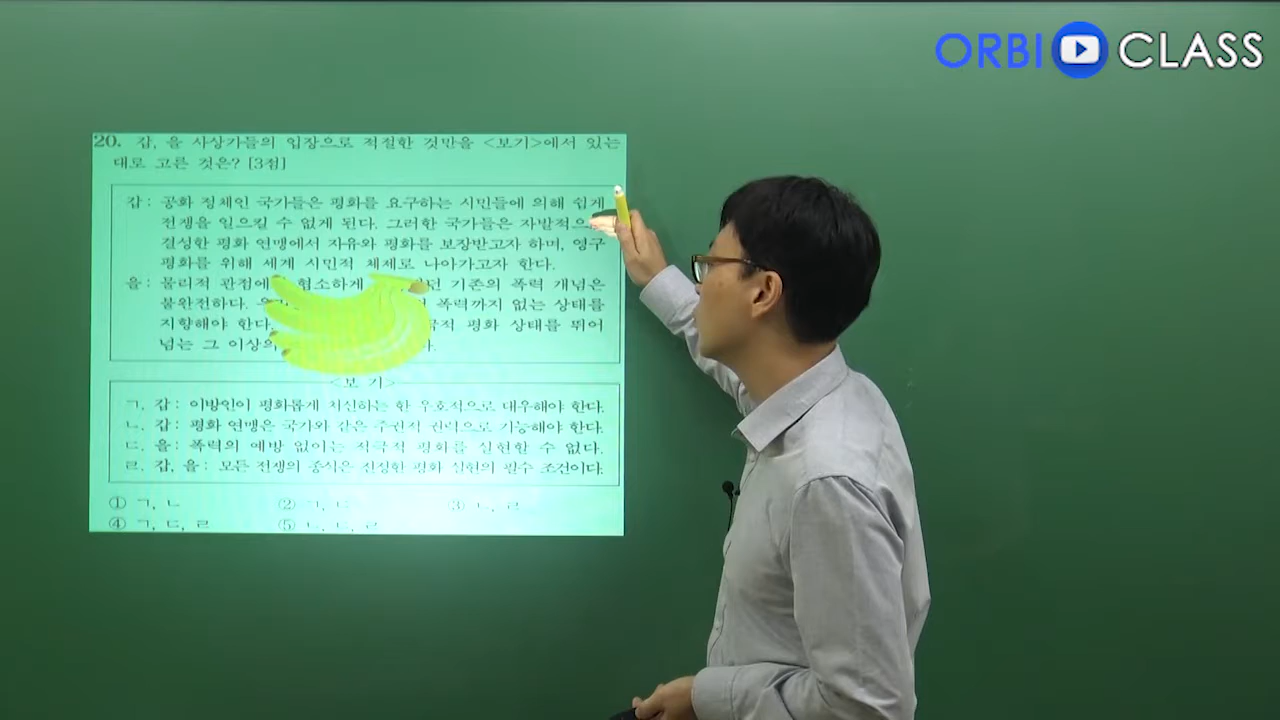 ORBI CLASS
20. 갑, 을 사상가들의 입장으로 적절한 것만을 <보기>에서 있는
대로 고른 것은? [3점]
갑 : 공화 정체인 국가들은 평화를 요구하는 시민들에 의해 쉽게
전쟁을 일으킬 수 없게 된다. 그러한 국가들은
결성한 평화 연맹에서 자유와 평화를 보장받고자 하며, 영구
평화를 위해 세계 시민적 체제로 나아가고자 한다.
을 : 물리적 관점에 협소하게 기존의 폭력 개념은
불완전하다. 폭력까지 없는 상태를
지향해야 한다. 평화 상태를 뛰어
넘는 그 이상의
<보 기>
ㄱ. 갑 : 이방인이 평화롭게 처신하는 한 우호적으로 대우해야 한다.
ㄴ. 갑 : 평화 연맹은 국가와 같은 주권적 권력으로 기능해야 한다.
ㄷ. 을 : 폭력의 예방 없이는 적극적 평화를 실현할 수 없다.
ㄹ. 갑, 을 : 모든 전쟁의 종식은 진정한 평화 실현의 필수 조건이다.
① ㄱ, ㄴ ② ㄱ, ㄷ ③ ㄴ, ㄹ
④ ㄱ, ㄷ, ㄹ ⑤ ㄴ, ㄷ, ㄹ